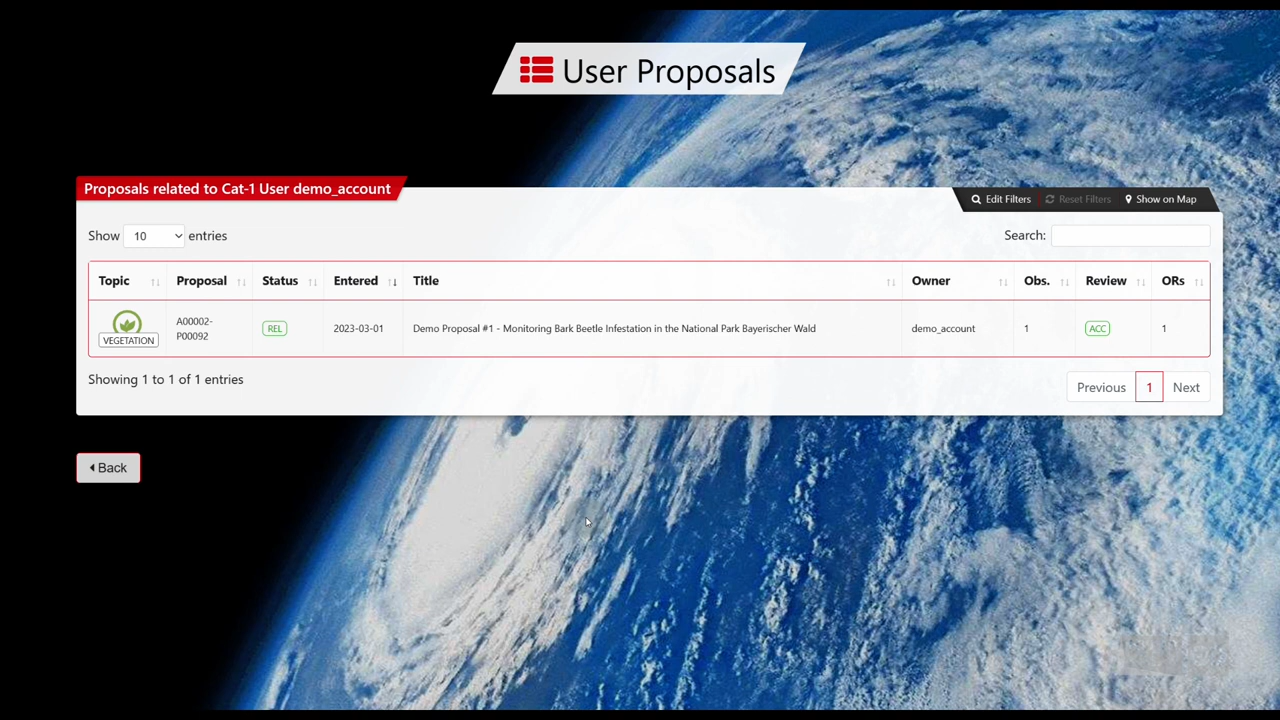 User Proposals
Proposals related to Cat-1 User demo_account
Edit Filters Reset Filters Show on Map
Show 10 entries Search:
Topic Proposal Status Entered Title Owner Obs. Review ORs
VEGETATION A00002-
P00092 REL 2023-03-01 Demo Proposal #1 - Monitoring Bark Beetle Infestation in the National Park Bayerischer Wald demo_account 1 ACC 1
Showing 1 to 1 of 1 entries Previous 1 Next
Back